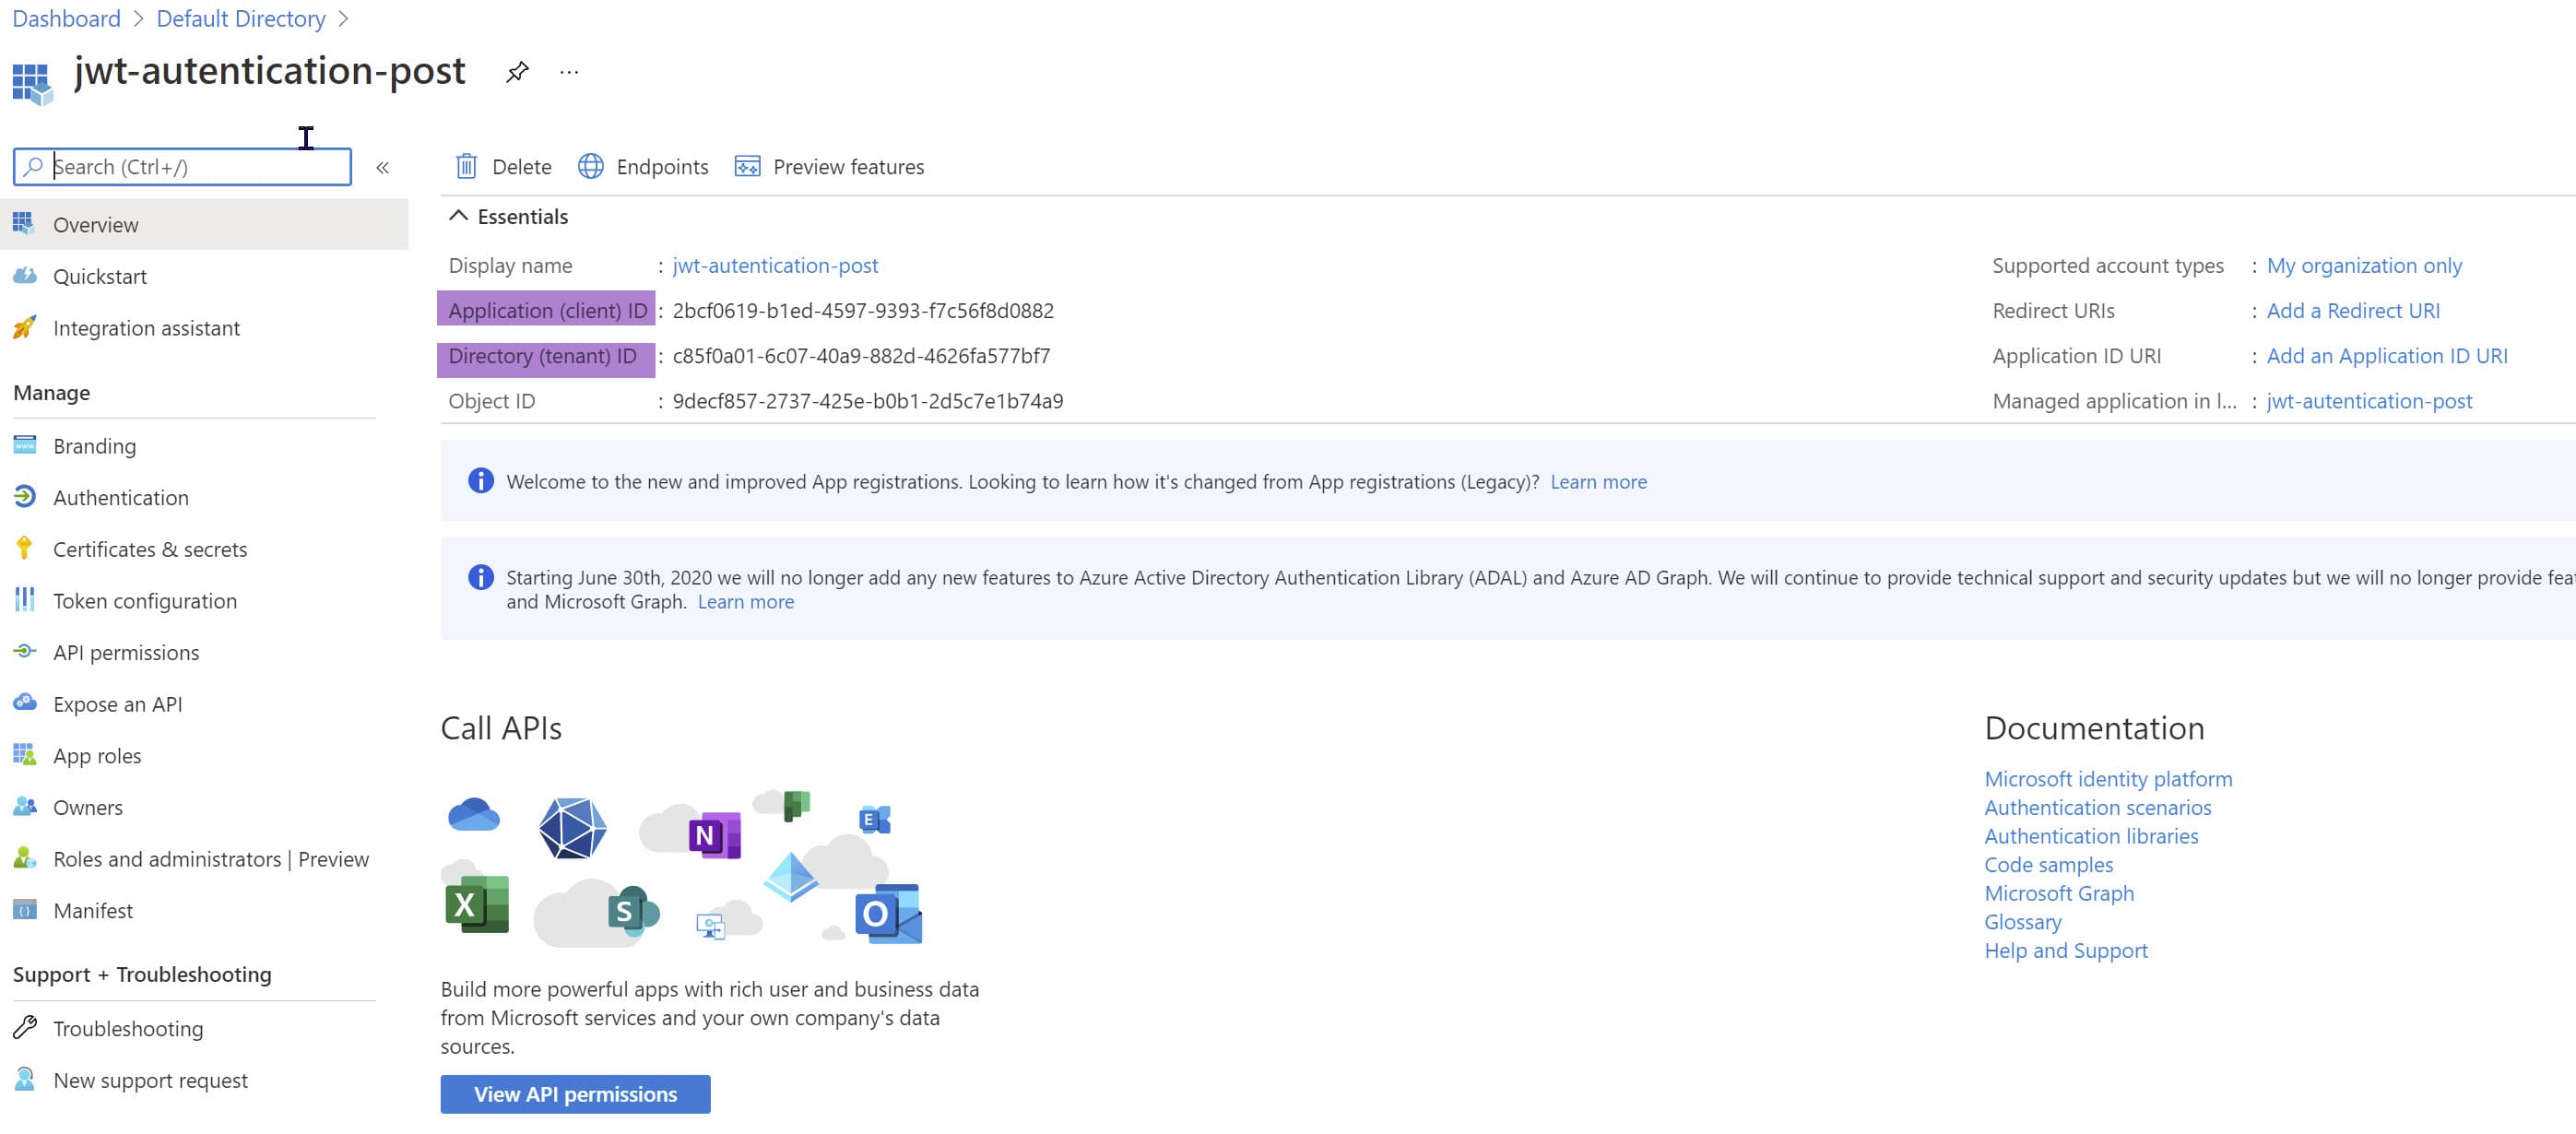 Dashboard > Default Directory >
jwt-autentication-post ...
Search (Ctrl+/) «
Overview
Quickstart
Integration assistant
Manage
Branding
Authentication
Certificates & secrets
Token configuration
API permissions
Expose an API
App roles
Owners
Roles and administrators | Preview
Manifest
Support + Troubleshooting
Troubleshooting
New support request
Delete Endpoints Preview features
Essentials
Display name : jwt-autentication-post
Application (client) ID : 2bcf0619-b1ed-4597-9393-f7c56f8d0882
Directory (tenant) ID : c85f0a01-6c07-40a9-882d-4626fa577bf7
Object ID : 9decf857-2737-425e-b0b1-2d5c7e1b74a9
Supported account types : My organization only
Redirect URIs : Add a Redirect URI
Application ID URI : Add an Application ID URI
Managed application in l... : jwt-autentication-post
Welcome to the new and improved App registrations. Looking to learn how it's changed from App registrations (Legacy)? Learn more
Starting June 30th, 2020 we will no longer add any new features to Azure Active Directory Authentication Library (ADAL) and Azure AD Graph. We will continue to provide technical support and security updates but we will no longer provide fea
and Microsoft Graph. Learn more
Call APIs
N
E
X
S
O
Build more powerful apps with rich user and business data
from Microsoft services and your own company's data
sources.
View API permissions
Documentation
Microsoft identity platform
Authentication scenarios
Authentication libraries
Code samples
Microsoft Graph
Glossary
Help and Support